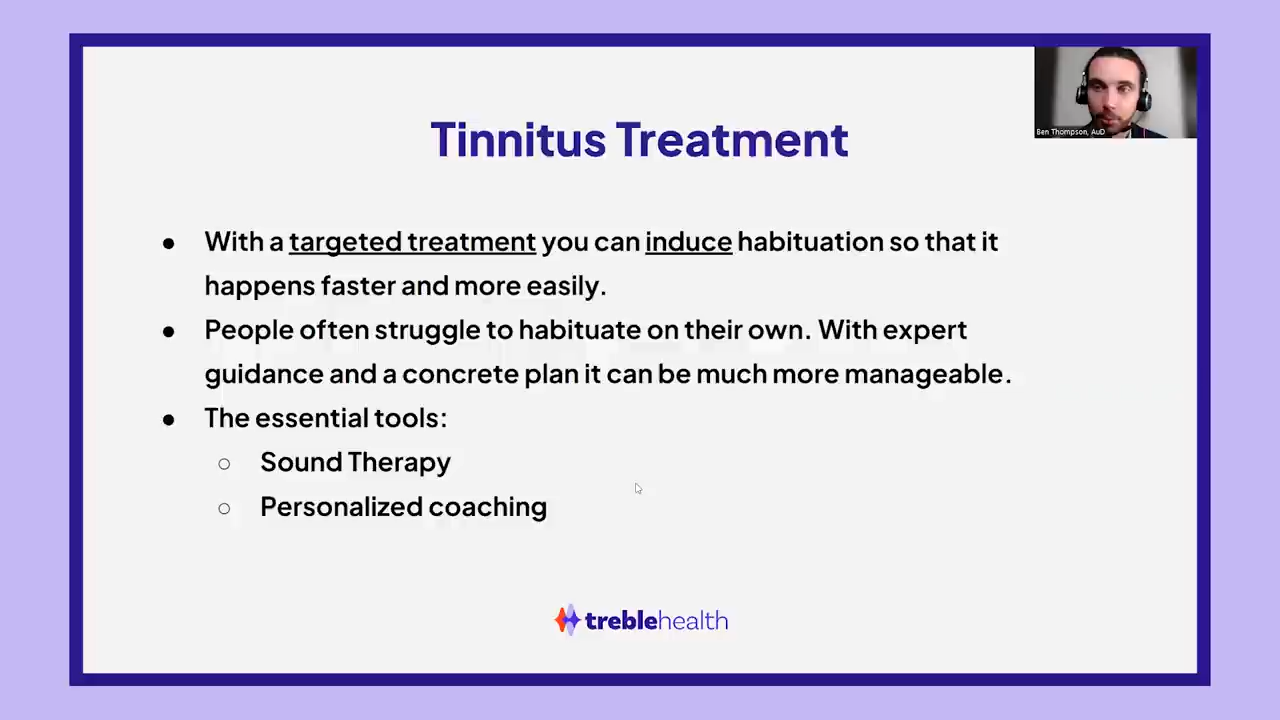 Tinnitus Treatment
Ben Thompson, AuD
● With a targeted treatment you can induce habituation so that it
happens faster and more easily.
● People often struggle to habituate on their own. With expert
guidance and a concrete plan it can be much more manageable.
● The essential tools:
○ Sound Therapy
○ Personalized coaching
treblehealth